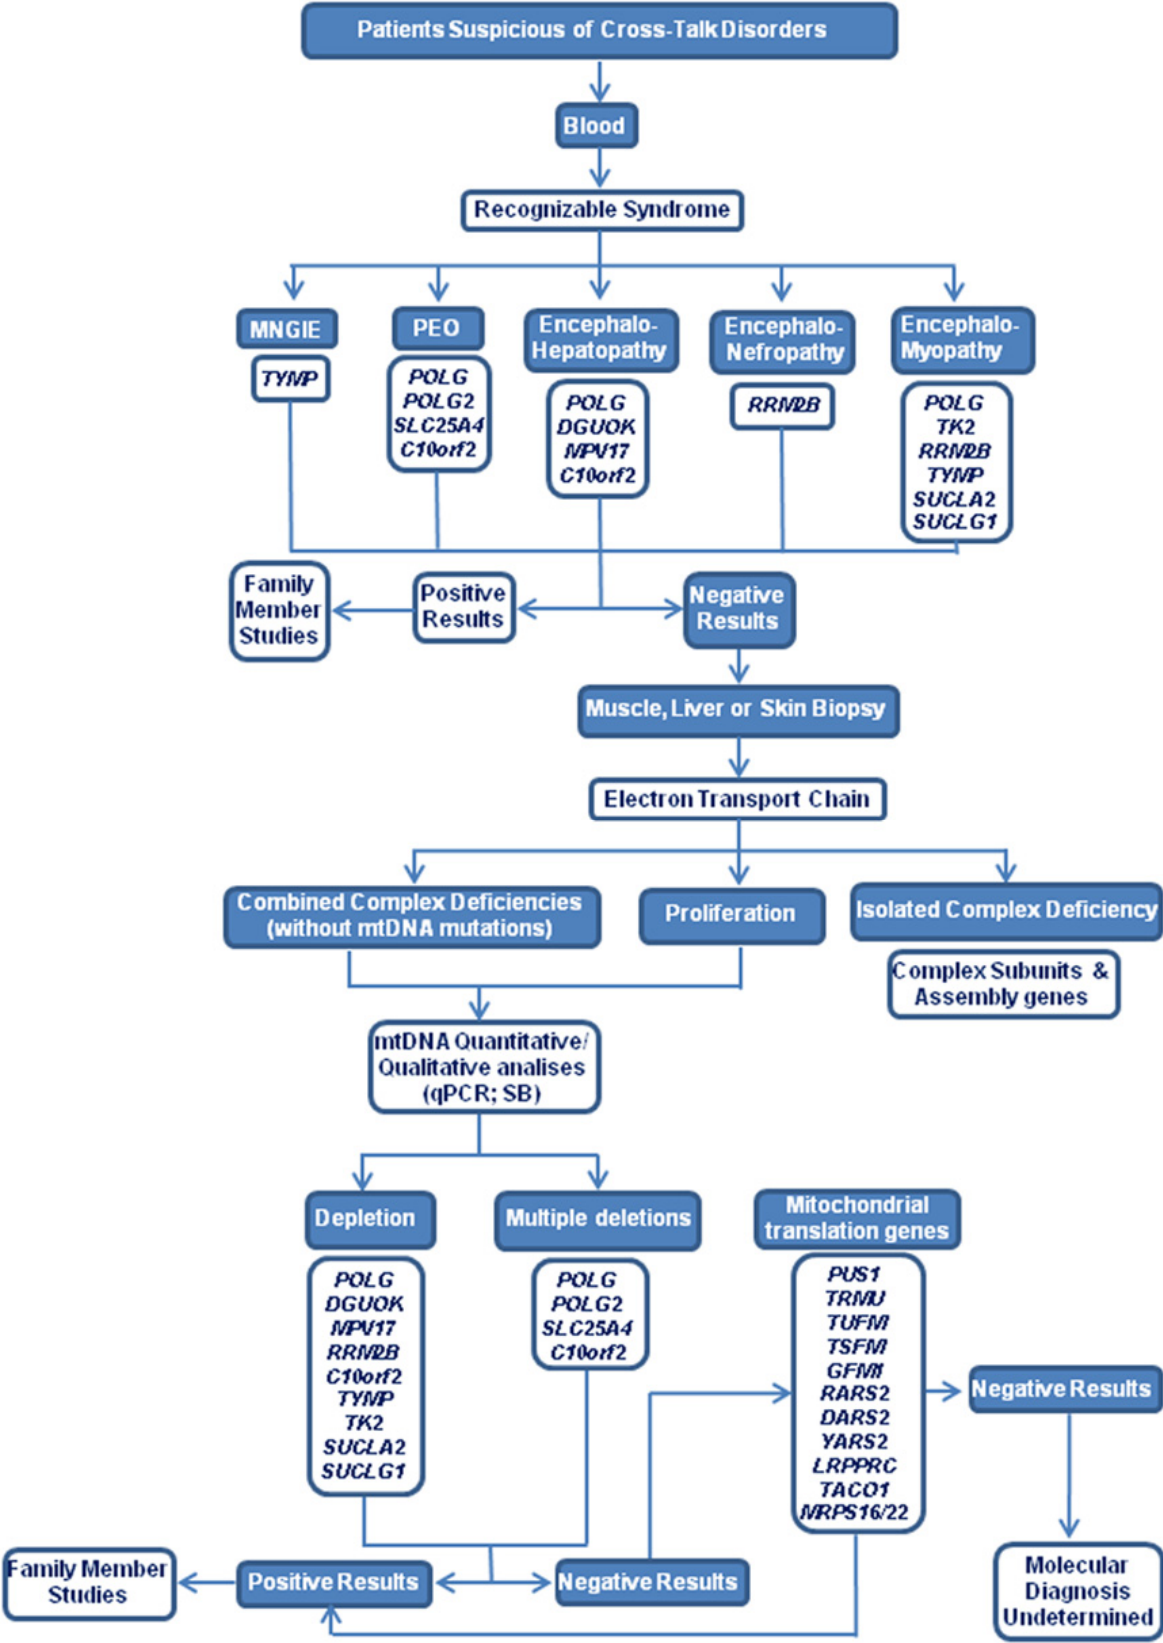 Patients Suspicious of Cross-Talk Disorders
Blood
Recognizable Syndrome
MNGIE
TYMP
PEO
POLG
POLG2
SLC25A4
C10orf2
Encephalo-
Hepatopathy
POLG
DGUOK
MPV17
C10orf2
Encephalo-
Nefropathy
RRM2B
Encephalo-
Myopathy
POLG
TK2
RRM2B
TYMP
SUCLA2
SUCLG1
Family
Member
Studies
Positive
Results
Negative
Results
Muscle, Liver or Skin Biopsy
Electron Transport Chain
Combined Complex Deficiencies
(without mtDNA mutations)
Proliferation
Isolated Complex Deficiency
Complex Subunits &
Assembly genes
mtDNA Quantitative/
Qualitative analises
(qPCR; SB)
Depletion
POLG
DGUOK
MPV17
RRM2B
C10orf2
TYMP
TK2
SUCLA2
SUCLG1
Multiple deletions
POLG
POLG2
SLC25A4
C10orf2
Mitochondrial
translation genes
PUS1
TRMU
TUFM
TSFM
GFM1
RARS2
DARS2
YARS2
LRPPRC
TACO1
MRPS16/22
Negative Results
Family Member
Studies
Positive Results
Negative Results
Molecular
Diagnosis
Undetermined